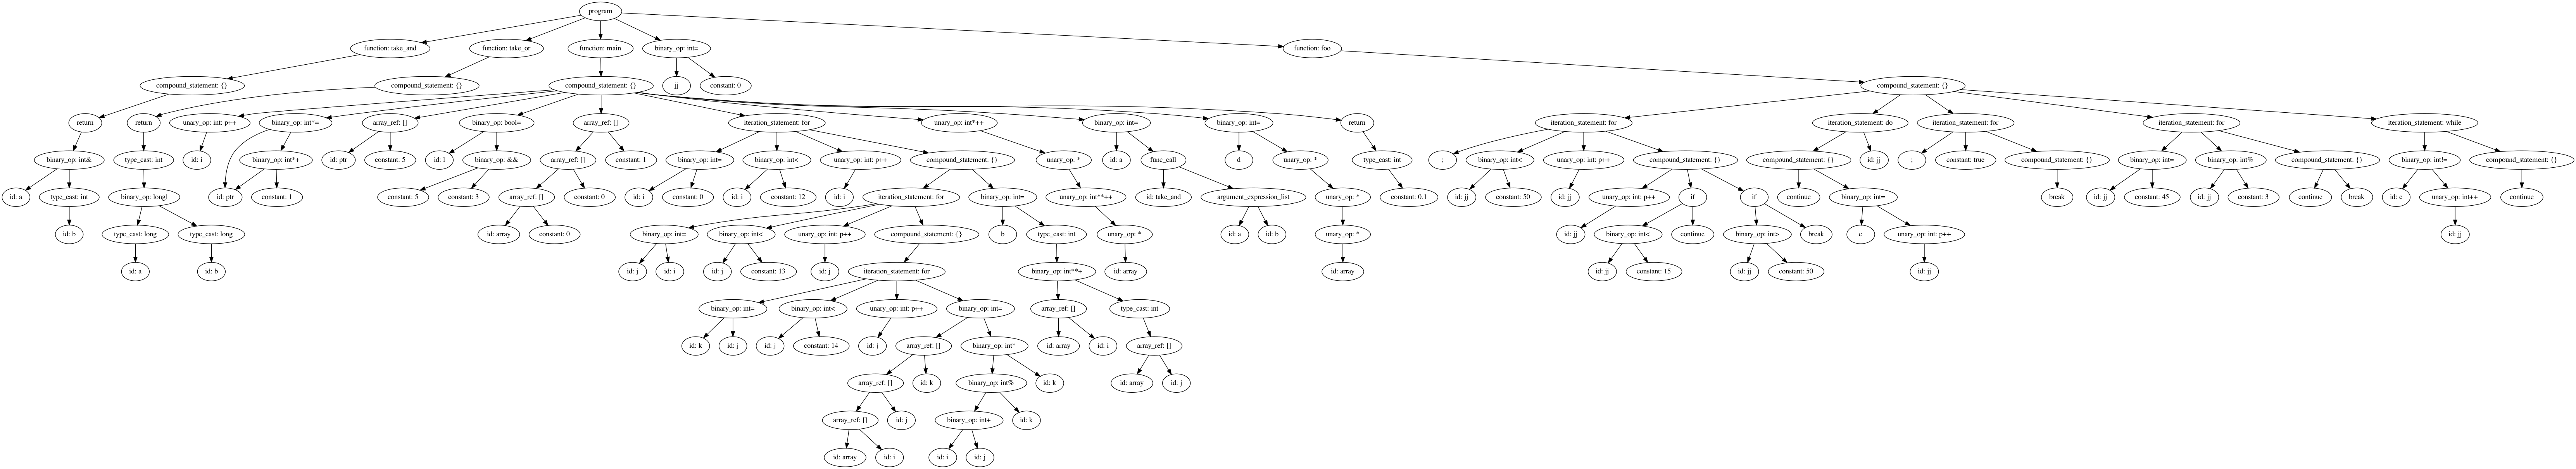 program
function: take_and
function: take_or
function: main
binary_op: int=
function: foo
compound_statement: {}
compound_statement: {}
compound_statement: {}
jj
constant: 0
compound_statement: {}
return
return
unary_op: int: p++
binary_op: int*=
array_ref: []
binary_op: bool=
array_ref: []
iteration_statement: for
unary_op: int*++
binary_op: int=
binary_op: int=
return
iteration_statement: for
iteration_statement: do
iteration_statement: for
iteration_statement: for
iteration_statement: while
binary_op: int&
type_cast: int
id: i
binary_op: int*+
id: ptr
constant: 5
id: l
binary_op: &&
array_ref: []
constant: 1
binary_op: int=
binary_op: int<
unary_op: int: p++
compound_statement: {}
unary_op: *
id: a
func_call
d
unary_op: *
type_cast: int
;
binary_op: int<
unary_op: int: p++
compound_statement: {}
compound_statement: {}
id: jj
;
constant: true
compound_statement: {}
binary_op: int=
binary_op: int%
compound_statement: {}
binary_op: int!=
compound_statement: {}
id: a
type_cast: int
binary_op: long|
id: ptr
constant: 1
constant: 5
constant: 3
array_ref: []
constant: 0
id: i
constant: 0
id: i
constant: 12
id: i
iteration_statement: for
binary_op: int=
unary_op: int**++
id: take_and
argument_expression_list
unary_op: *
constant: 0.1
id: jj
constant: 50
id: jj
unary_op: int: p++
if
if
continue
binary_op: int=
break
id: jj
constant: 45
id: jj
constant: 3
continue
break
id: c
unary_op: int++
continue
id: b
type_cast: long
type_cast: long
id: array
constant: 0
binary_op: int=
binary_op: int<
unary_op: int: p++
compound_statement: {}
b
type_cast: int
unary_op: *
id: a
id: b
unary_op: *
id: jj
binary_op: int<
continue
binary_op: int>
break
c
unary_op: int: p++
id: jj
id: a
id: b
id: j
id: i
id: j
constant: 13
id: j
iteration_statement: for
binary_op: int**+
id: array
id: array
id: jj
constant: 15
id: jj
constant: 50
id: jj
binary_op: int=
binary_op: int<
unary_op: int: p++
binary_op: int=
array_ref: []
type_cast: int
id: k
id: j
id: j
constant: 14
id: j
array_ref: []
binary_op: int*
id: array
id: i
array_ref: []
array_ref: []
id: k
binary_op: int%
id: k
id: array
id: j
array_ref: []
id: j
binary_op: int+
id: k
id: array
id: i
id: i
id: j